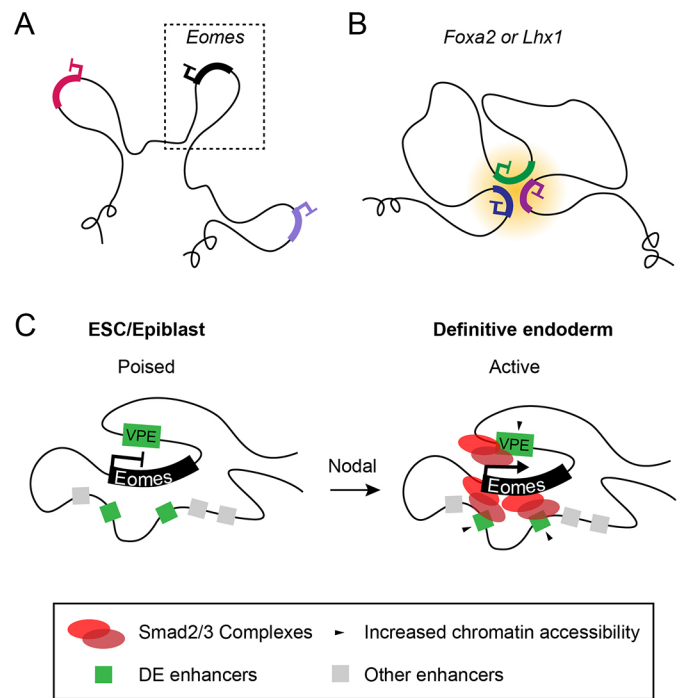 A
Eomes
B
Foxa2 or Lhx1
C
ESC/Epiblast
Poised
VPE
Eomes
Nodal
Definitive endoderm
Active
VPE
Eomes
Smad2/3 Complexes
Increased chromatin accessibility
DE enhancers
Other enhancers